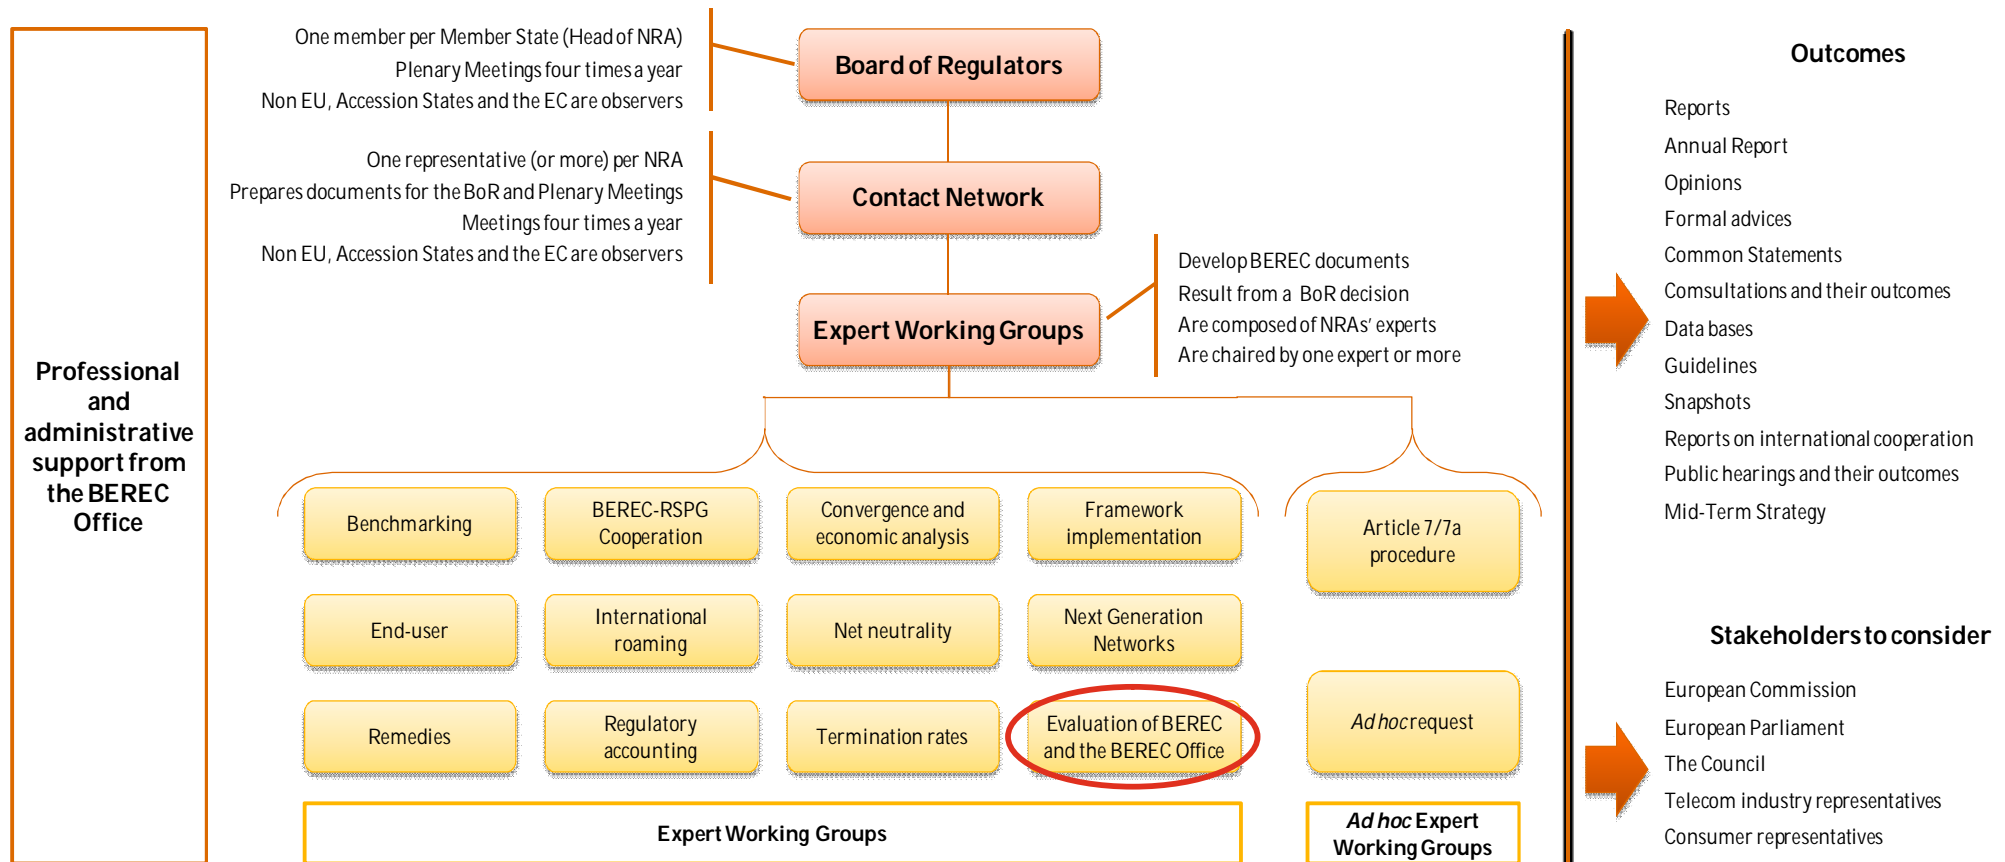 Professional
and
administrative
support from
the BEREC
Office
One member per Member State (Head of NRA)
Plenary Meetings four times a year
Non EU, Accession States and the EC are observers
Board of Regulators
One representative (or more) per NRA
Prepares documents for the BoR and Plenary Meetings
Meetings four times a year
Non EU, Accession States and the EC are observers
Contact Network
Expert Working Groups
Develop BEREC documents
Result from a BoR decision
Are composed of NRAs' experts
Are chaired by one expert or more
Benchmarking
BEREC-RSPG
Cooperation
Convergence and
economic analysis
Framework
implementation
End-user
International
roaming
Net neutrality
Next Generation
Networks
Remedies
Regulatory
accounting
Termination rates
Evaluation of BEREC
and the BEREC Office
Expert Working Groups
Article 7/7a
procedure
Ad hoc request
Ad hoc Expert
Working Groups
Outcomes
Reports
Annual Report
Opinions
Formal advices
Common Statements
Comsultations and their outcomes
Data bases
Guidelines
Snapshots
Reports on international cooperation
Public hearings and their outcomes
Mid-Term Strategy
Stakeholders to consider
European Commission
European Parliament
The Council
Telecom industry representatives
Consumer representatives